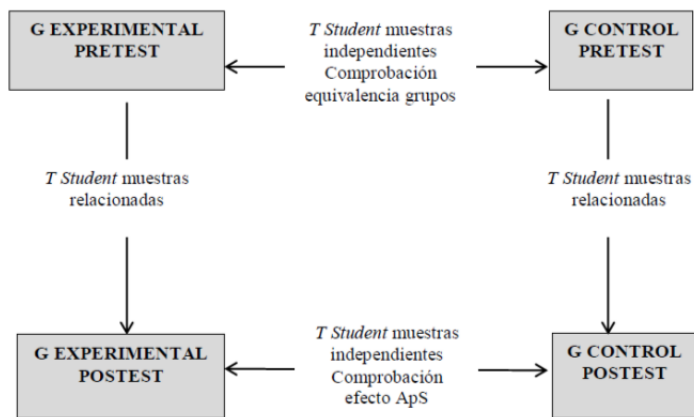 G EXPERIMENTAL
PRETEST
T Student muestras
independientes
Comprobación
equivalencia grupos
G CONTROL
PRETEST
T Student muestras
relacionadas
T Student muestras
relacionadas
G EXPERIMENTAL
POSTEST
T Student muestras
independientes
Comprobación
efecto ApS
G CONTROL
POSTEST